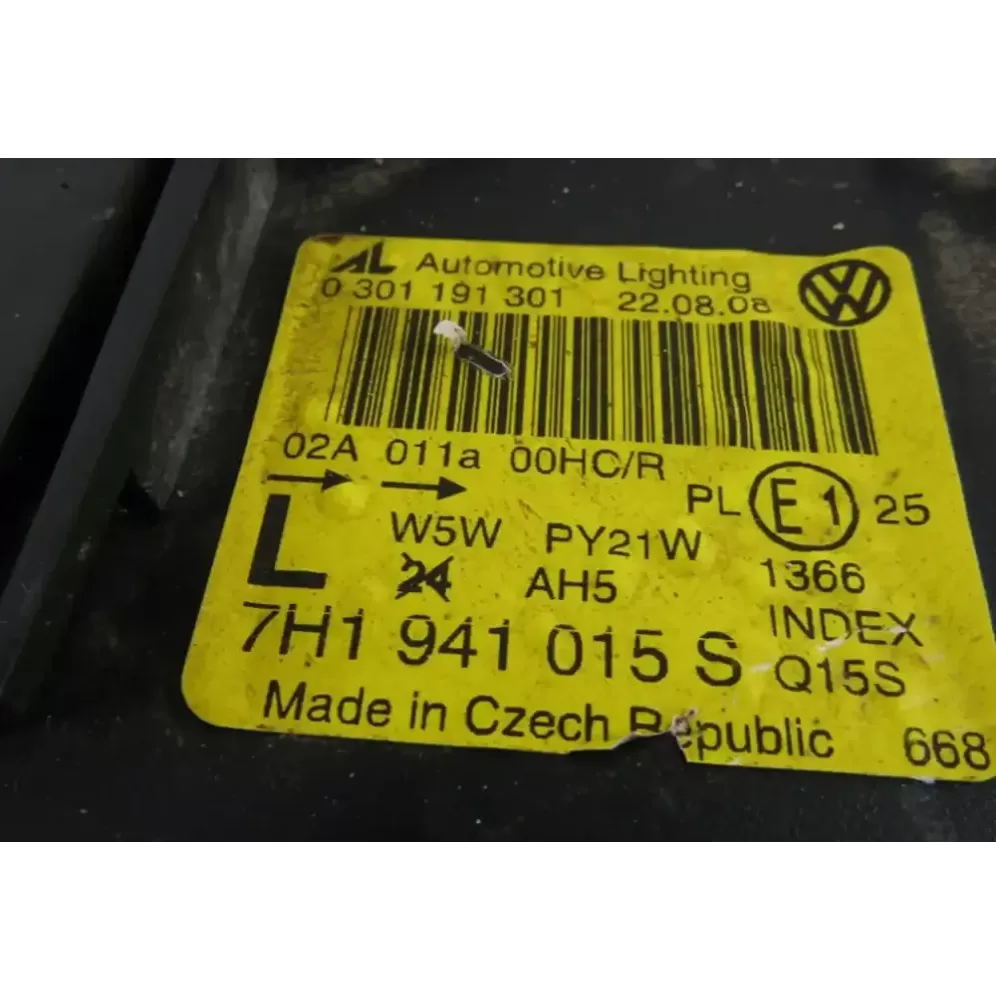 AL Automotive Lighting
0 301 191 301 22.08.08
02A 011a 00HC/R
PL E1 25
L W5W PY21W 1366
24 AH5 INDEX
7H1 941 015 S Q15S
Made in Czech Republic 668